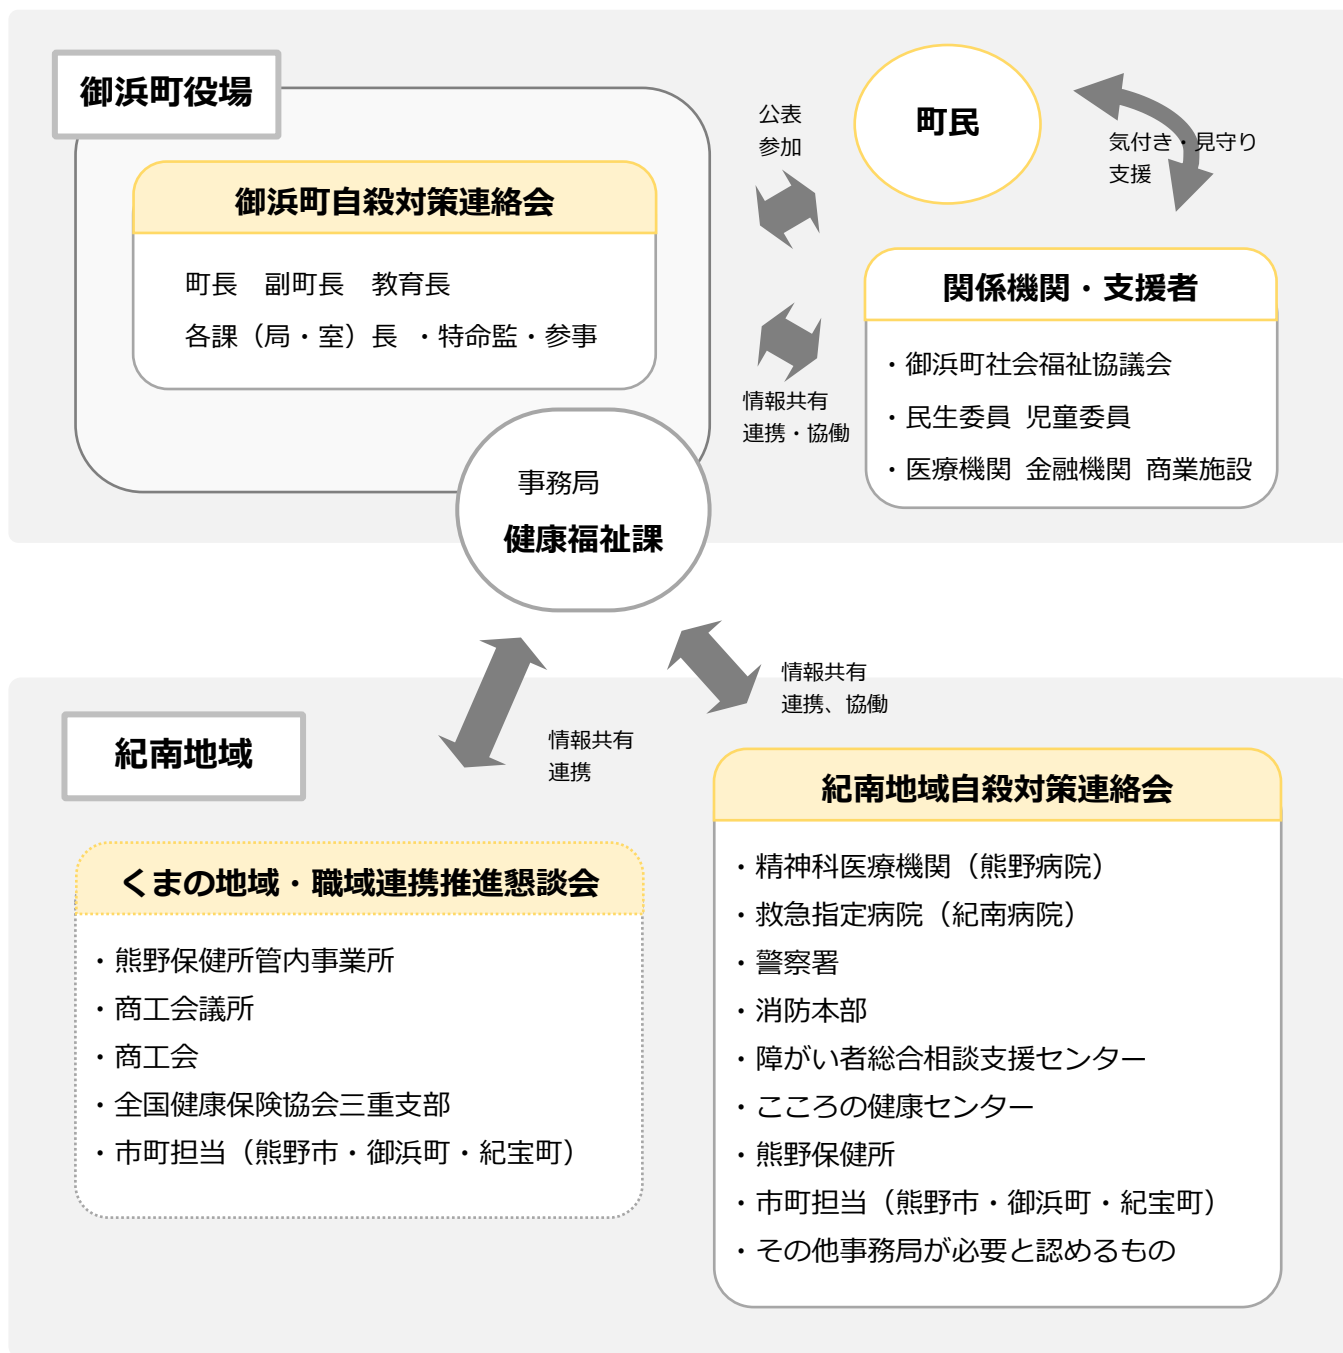 御浜町役場
御浜町自殺対策連絡会
町長　副町長　教育長
各課（局・室）長 ・特命監・参事
事務局
健康福祉課
公表
参加
町民
気付き・見守り
支援
情報共有
連携・協働
関係機関・支援者
・御浜町社会福祉協議会
・民生委員 児童委員
・医療機関 金融機関 商業施設
情報共有
連携
情報共有
連携、協働
紀南地域
くまの地域・職域連携推進懇談会
・熊野保健所管内事業所
・商工会議所
・商工会
・全国健康保険協会三重支部
・市町担当（熊野市・御浜町・紀宝町）
紀南地域自殺対策連絡会
・精神科医療機関（熊野病院）
・救急指定病院（紀南病院）
・警察署
・消防本部
・障がい者総合相談支援センター
・こころの健康センター
・熊野保健所
・市町担当（熊野市・御浜町・紀宝町）
・その他事務局が必要と認めるもの